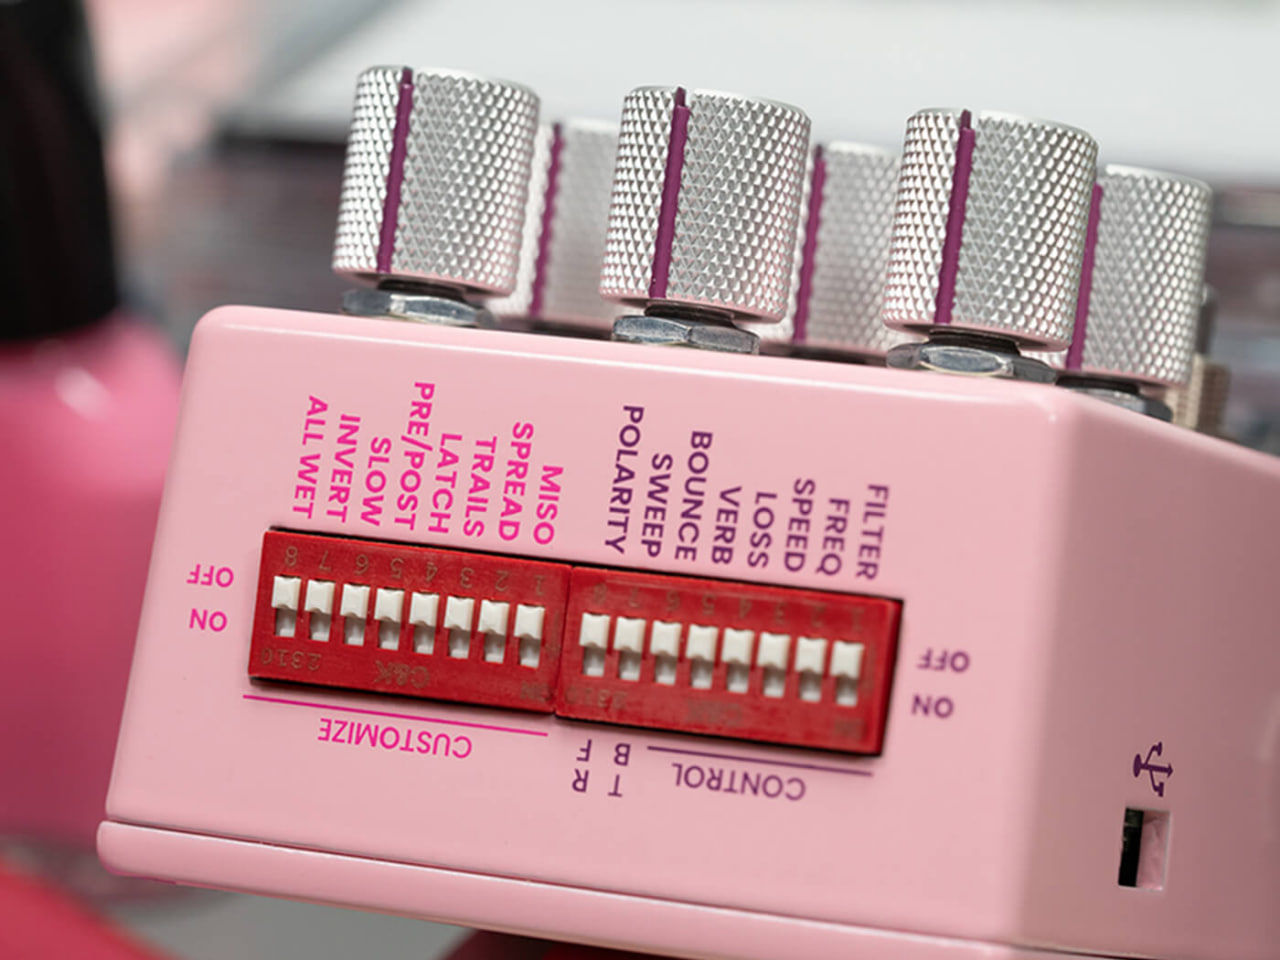 ALL WET
INVERT
SLOW
PRE/POST
LATCH
TRAILS
SPREAD
MISO
POLARITY
SWEEP
BOUNCE
VERB
LOSS
SPEED
FREQ
FILTER
OFF
ON
8 7 6 5 4 3 2 1
C&K
OFF
ON
CUSTOMIZE
F B
R T
CONTROL